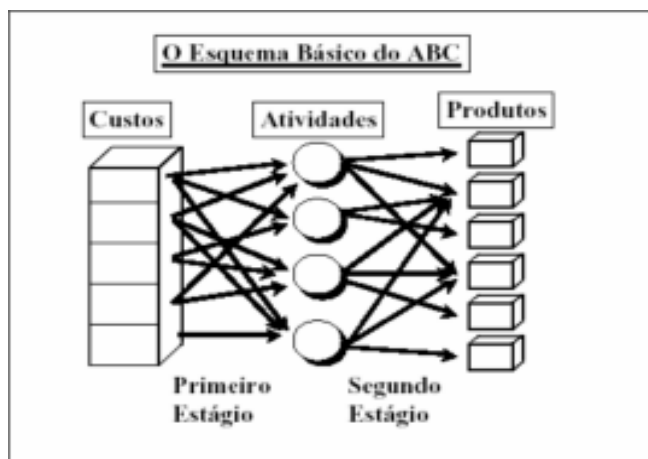 O Esquema Básico do ABC
Custos
Atividades
Produtos
Primeiro
Estágio
Segundo
Estágio